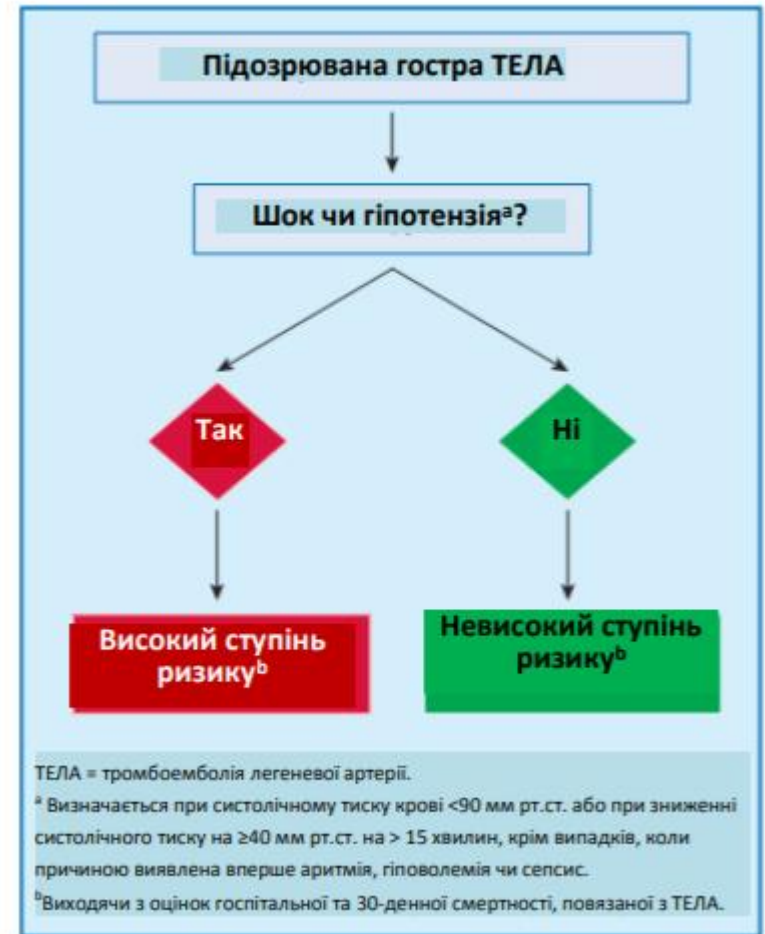 Підозрювана гостра ТЕЛА
Шок чи гіпотензіяᵃ?
Так
Ні
Високий ступінь
ризикуᵇ
Невисокий ступінь
ризикуᵇ
ТЕЛА = тромбоемболія легеневої артерії.
ᵃ Визначається при систолічному тиску крові <90 мм рт.ст. або при зниженні
систолічного тиску на ≥40 мм рт.ст. на > 15 хвилин, крім випадків, коли
причиною виявлена вперше аритмія, гіповолемія чи сепсис.
ᵇВиходячи з оцінок госпітальної та 30-денної смертності, повязаної з ТЕЛА.